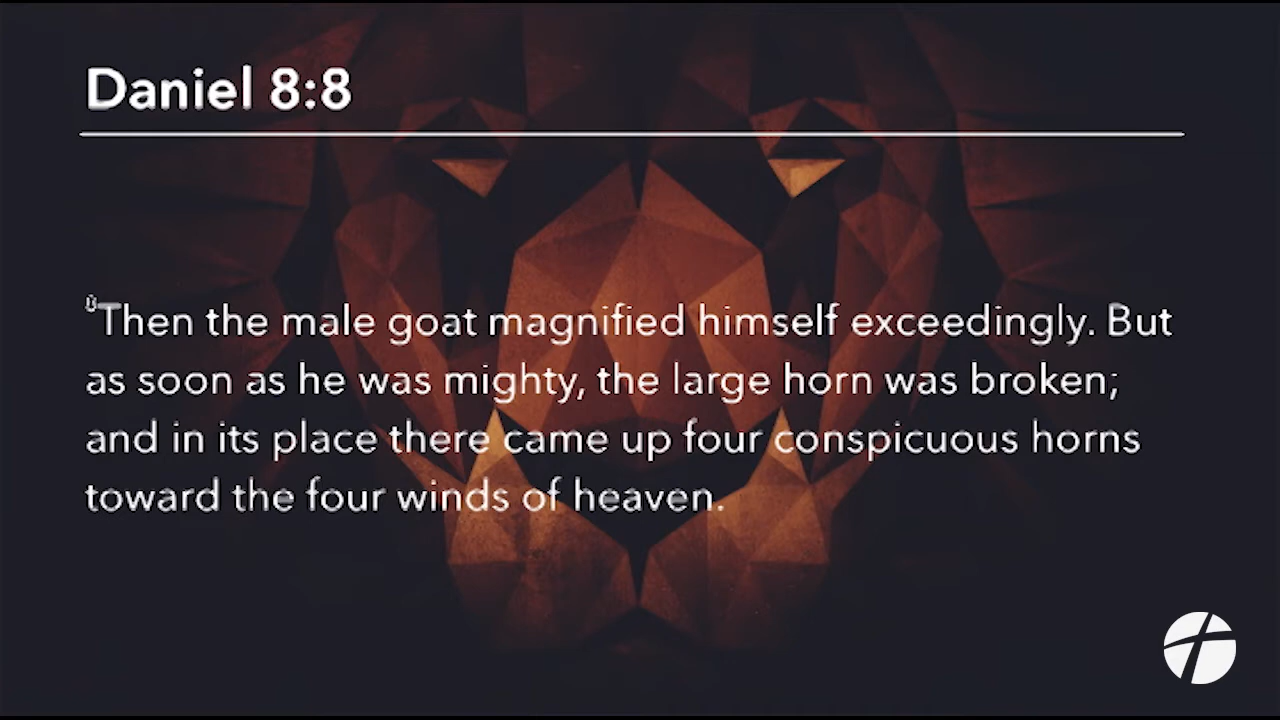 Daniel 8:8
8Then the male goat magnified himself exceedingly. But
as soon as he was mighty, the large horn was broken;
and in its place there came up four conspicuous horns
toward the four winds of heaven.